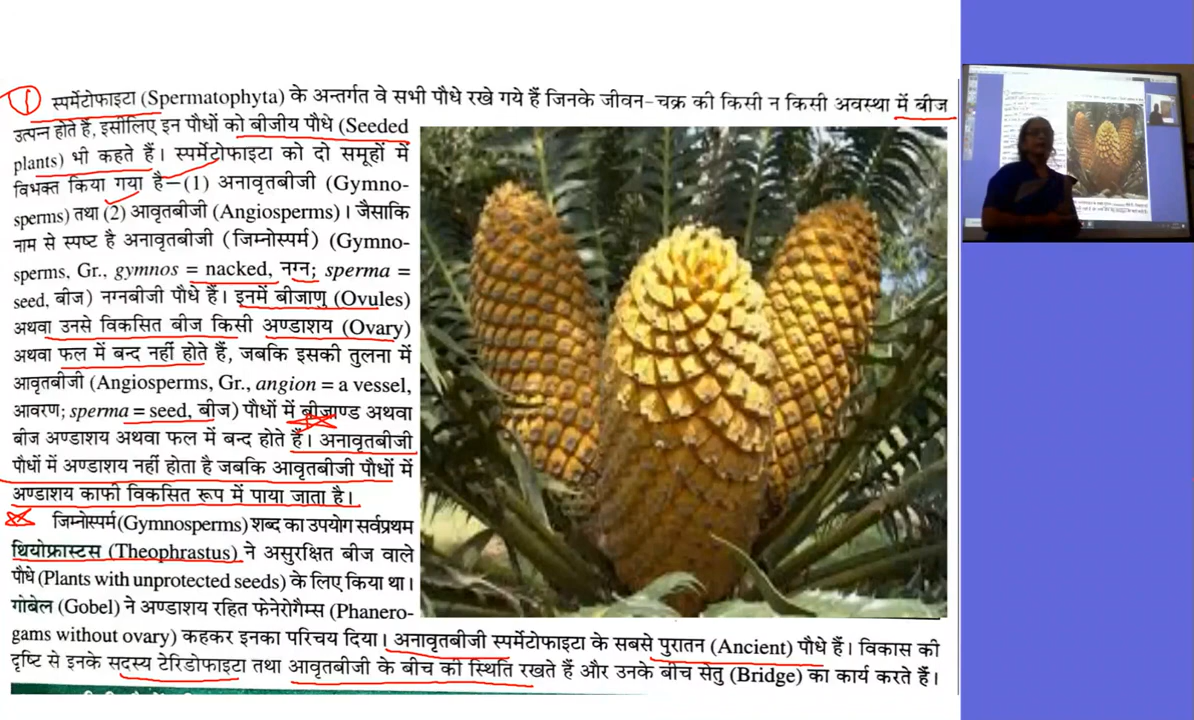 स्पर्मेटोफाइटा (Spermatophyta) के अन्तर्गत वे सभी पौधे रखे गये हैं जिनके जीवन-चक्र की किसी न किसी अवस्था में बीज
उत्पन्न होते हैं, इसीलिए इन पौधों को बीजीय पौधे (Seeded
plants) भी कहते हैं। स्पर्मेटोफाइटा को दो समूहों में
विभक्त किया गया है—(1) अनावृतबीजी (Gymno-
sperms) तथा (2) आवृतबीजी (Angiosperms)। जैसाकि
नाम से स्पष्ट है अनावृतबीजी (जिम्नोस्पर्म) (Gymno-
sperms, Gr., gymnos = nacked, नग्न; sperma =
seed, बीज) नग्नबीजी पौधे हैं। इनमें बीजाणु (Ovules)
अथवा उनसे विकसित बीज किसी अण्डाशय (Ovary)
अथवा फल में बन्द नहीं होते हैं, जबकि इसकी तुलना में
आवृतबीजी (Angiosperms, Gr., angion = a vessel,
आवरण; sperma = seed, बीज) पौधों में बीजाण्ड अथवा
बीज अण्डाशय अथवा फल में बन्द होते हैं। अनावृतबीजी
पौधों में अण्डाशय नहीं होता है जबकि आवृतबीजी पौधों में
अण्डाशय काफी विकसित रूप में पाया जाता है।
जिम्नोस्पर्म (Gymnosperms) शब्द का उपयोग सर्वप्रथम
थियोफ्रास्टस (Theophrastus) ने असुरक्षित बीज वाले
पौधे (Plants with unprotected seeds) के लिए किया था।
गोबेल (Gobel) ने अण्डाशय रहित फेनेरोगैम्स (Phanero-
gams without ovary) कहकर इनका परिचय दिया। अनावृतबीजी स्पर्मेटोफाइटा के सबसे पुरातन (Ancient) पौधे हैं। विकास की
दृष्टि से इनके सदस्य टेरिडोफाइटा तथा आवृतबीजी के बीच की स्थिति रखते हैं और उनके बीच सेतु (Bridge) का कार्य करते हैं।